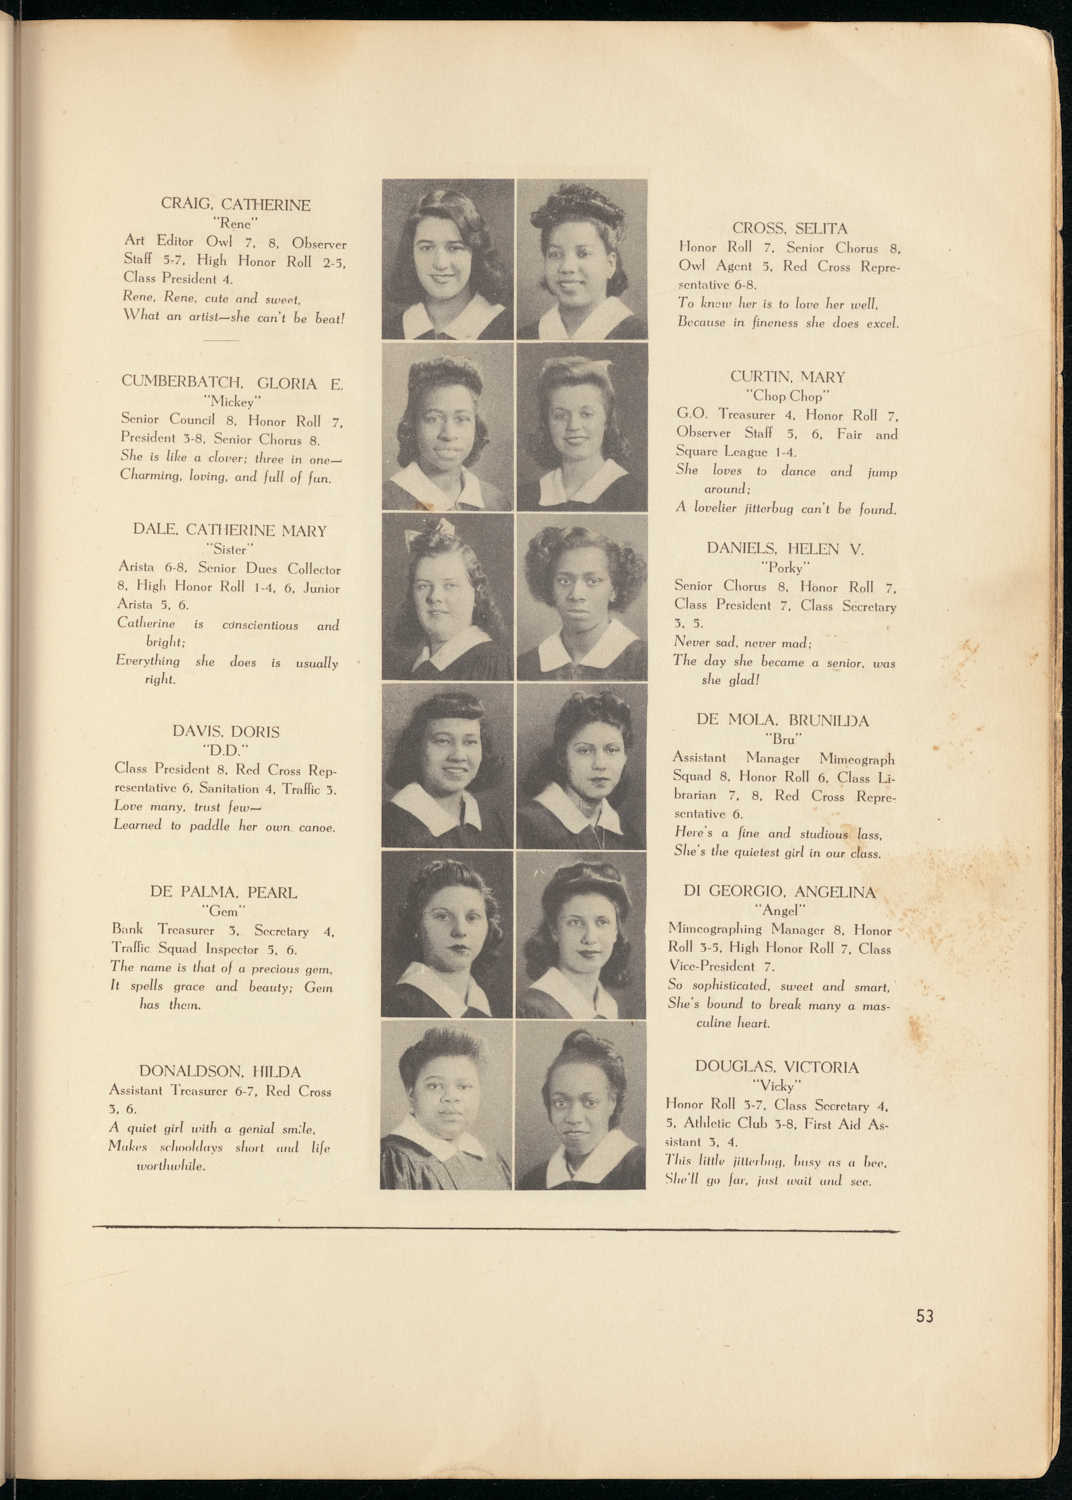 CRAIG, CATHERINE
"Rene"
Art Editor Owl 7, 8, Observer
Staff 5-7, High Honor Roll 2-5,
Class President 4.
Rene, Rene, cute and sweet,
What an artist—she can't be beat!
CUMBERBATCH, GLORIA E.
"Mickey"
Senior Council 8, Honor Roll 7,
President 3-8, Senior Chorus 8.
She is like a clover; three in one—
Charming, loving, and full of fun.
DALE, CATHERINE MARY
"Sister"
Arista 6-8, Senior Dues Collector
8, High Honor Roll 1-4, 6, Junior
Arista 5, 6.
Catherine is conscientious and
bright;
Everything she does is usually
right.
DAVIS, DORIS
"D.D."
Class President 8, Red Cross Rep-
resentative 6, Sanitation 4, Traffic 3.
Love many, trust few—
Learned to paddle her own canoe.
DE PALMA, PEARL
"Gem"
Bank Treasurer 3, Secretary 4,
Traffic Squad Inspector 5, 6.
The name is that of a precious gem,
It spells grace and beauty; Gem
has them.
DONALDSON, HILDA
Assistant Treasurer 6-7, Red Cross
3, 6.
A quiet girl with a genial smile,
Makes schooldays short and life
worthwhile.
CROSS, SELITA
Honor Roll 7, Senior Chorus 8,
Owl Agent 5, Red Cross Repre-
sentative 6-8.
To know her is to love her well,
Because in fineness she does excel.
CURTIN, MARY
"Chop Chop"
G.O. Treasurer 4, Honor Roll 7,
Observer Staff 5, 6, Fair and
Square League 1-4.
She loves to dance and jump
around;
A lovelier jitterbug can't be found.
DANIELS, HELEN V.
"Porky"
Senior Chorus 8, Honor Roll 7,
Class President 7, Class Secretary
3, 5.
Never sad, never mad;
The day she became a senior, was
she glad!
DE MOLA, BRUNILDA
"Bru"
Assistant Manager Mimeograph
Squad 8, Honor Roll 6, Class Li-
brarian 7, 8, Red Cross Repre-
sentative 6.
Here's a fine and studious lass,
She's the quietest girl in our class.
DI GEORGIO, ANGELINA
"Angel"
Mimeographing Manager 8, Honor
Roll 3-5, High Honor Roll 7, Class
Vice-President 7.
So sophisticated, sweet and smart,
She's bound to break many a mas-
culine heart.
DOUGLAS, VICTORIA
"Vicky"
Honor Roll 3-7, Class Secretary 4,
5, Athletic Club 3-8, First Aid As-
sistant 3, 4.
This little jitterbug, busy as a bee,
She'll go far, just wait and see.
53